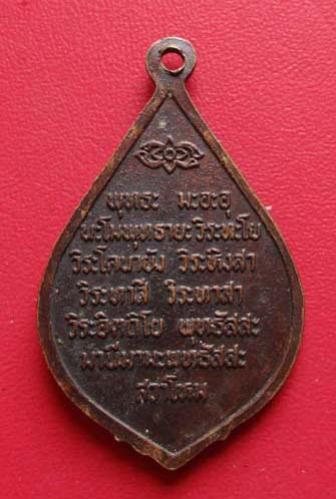 พุทธะ มะอะอุ
นะโมพุทธายะวิระทะโย
วิระโคนายัง วิระหิงสา
วิระทาสี วิระทาสา
วิระอิตถิโย พุทธัสสะ
มานีมามะพุทธัสสะ
สวาโหม